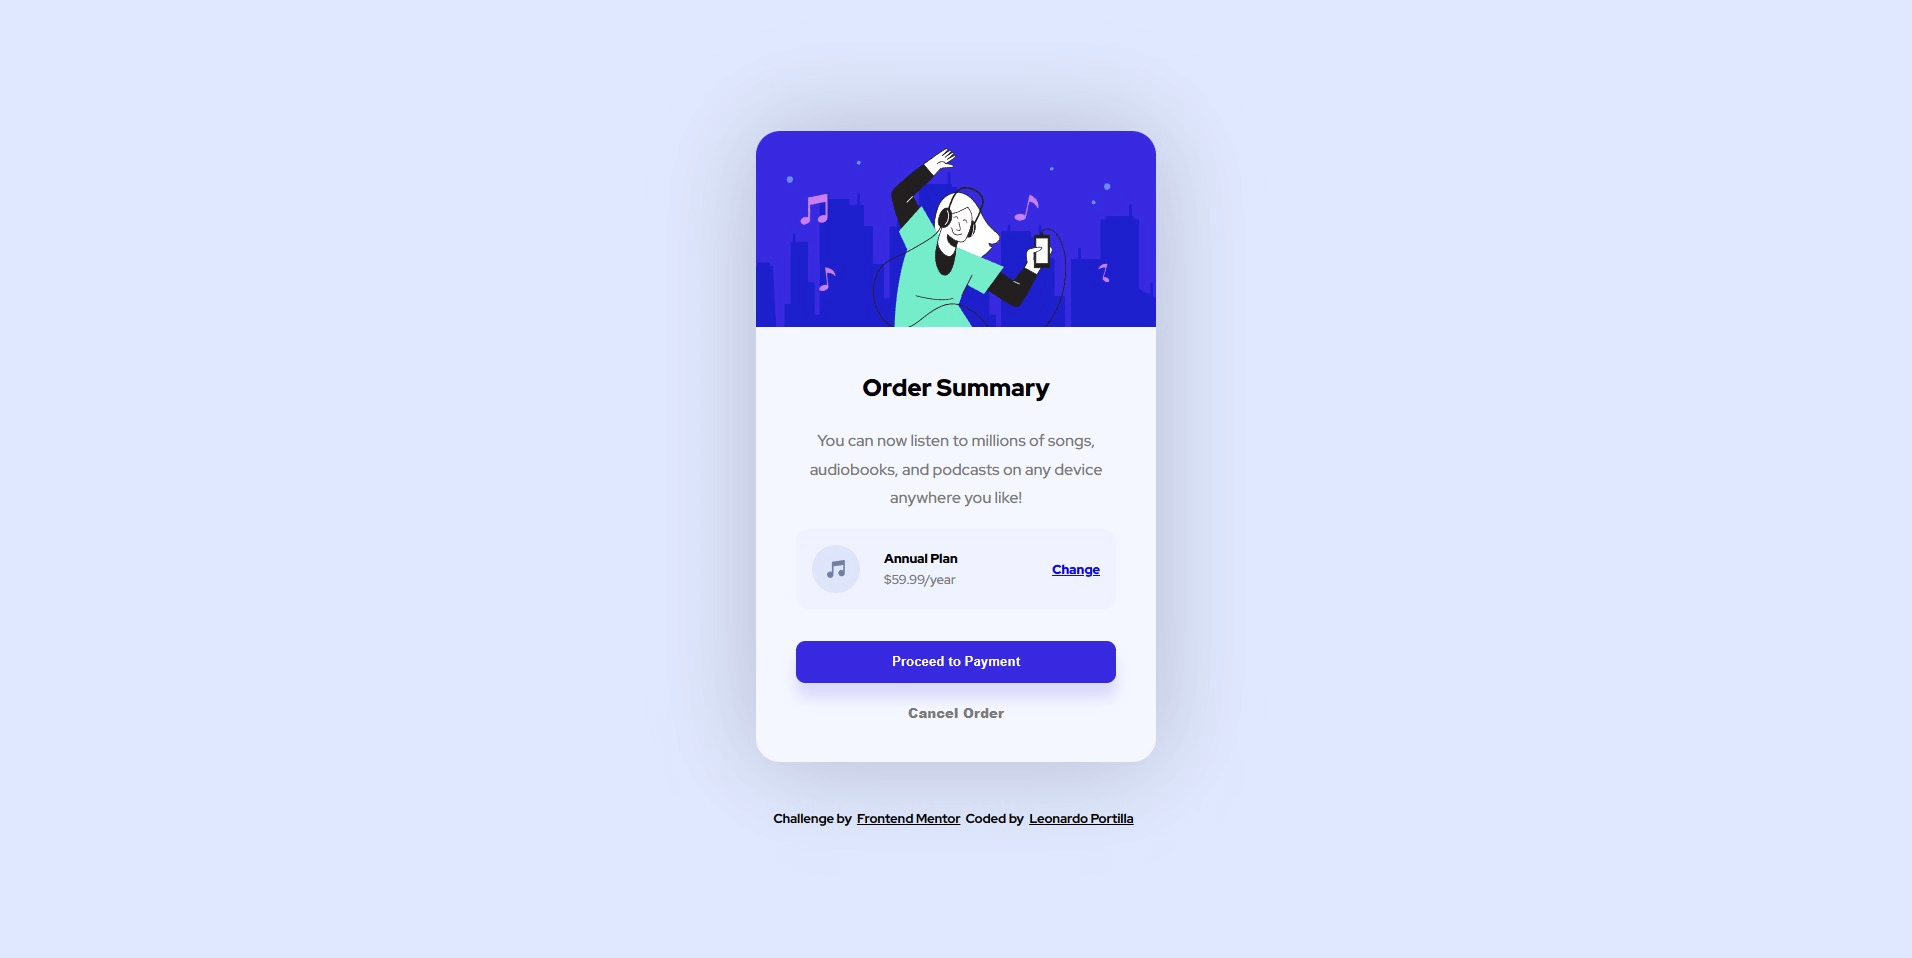 Order Summary
You can now listen to millions of songs,
audiobooks, and podcasts on any device
anywhere you like!
Annual Plan
$59.99/year
Change
Proceed to Payment
Cancel Order
Challenge by Frontend Mentor Coded by Leonardo Portilla